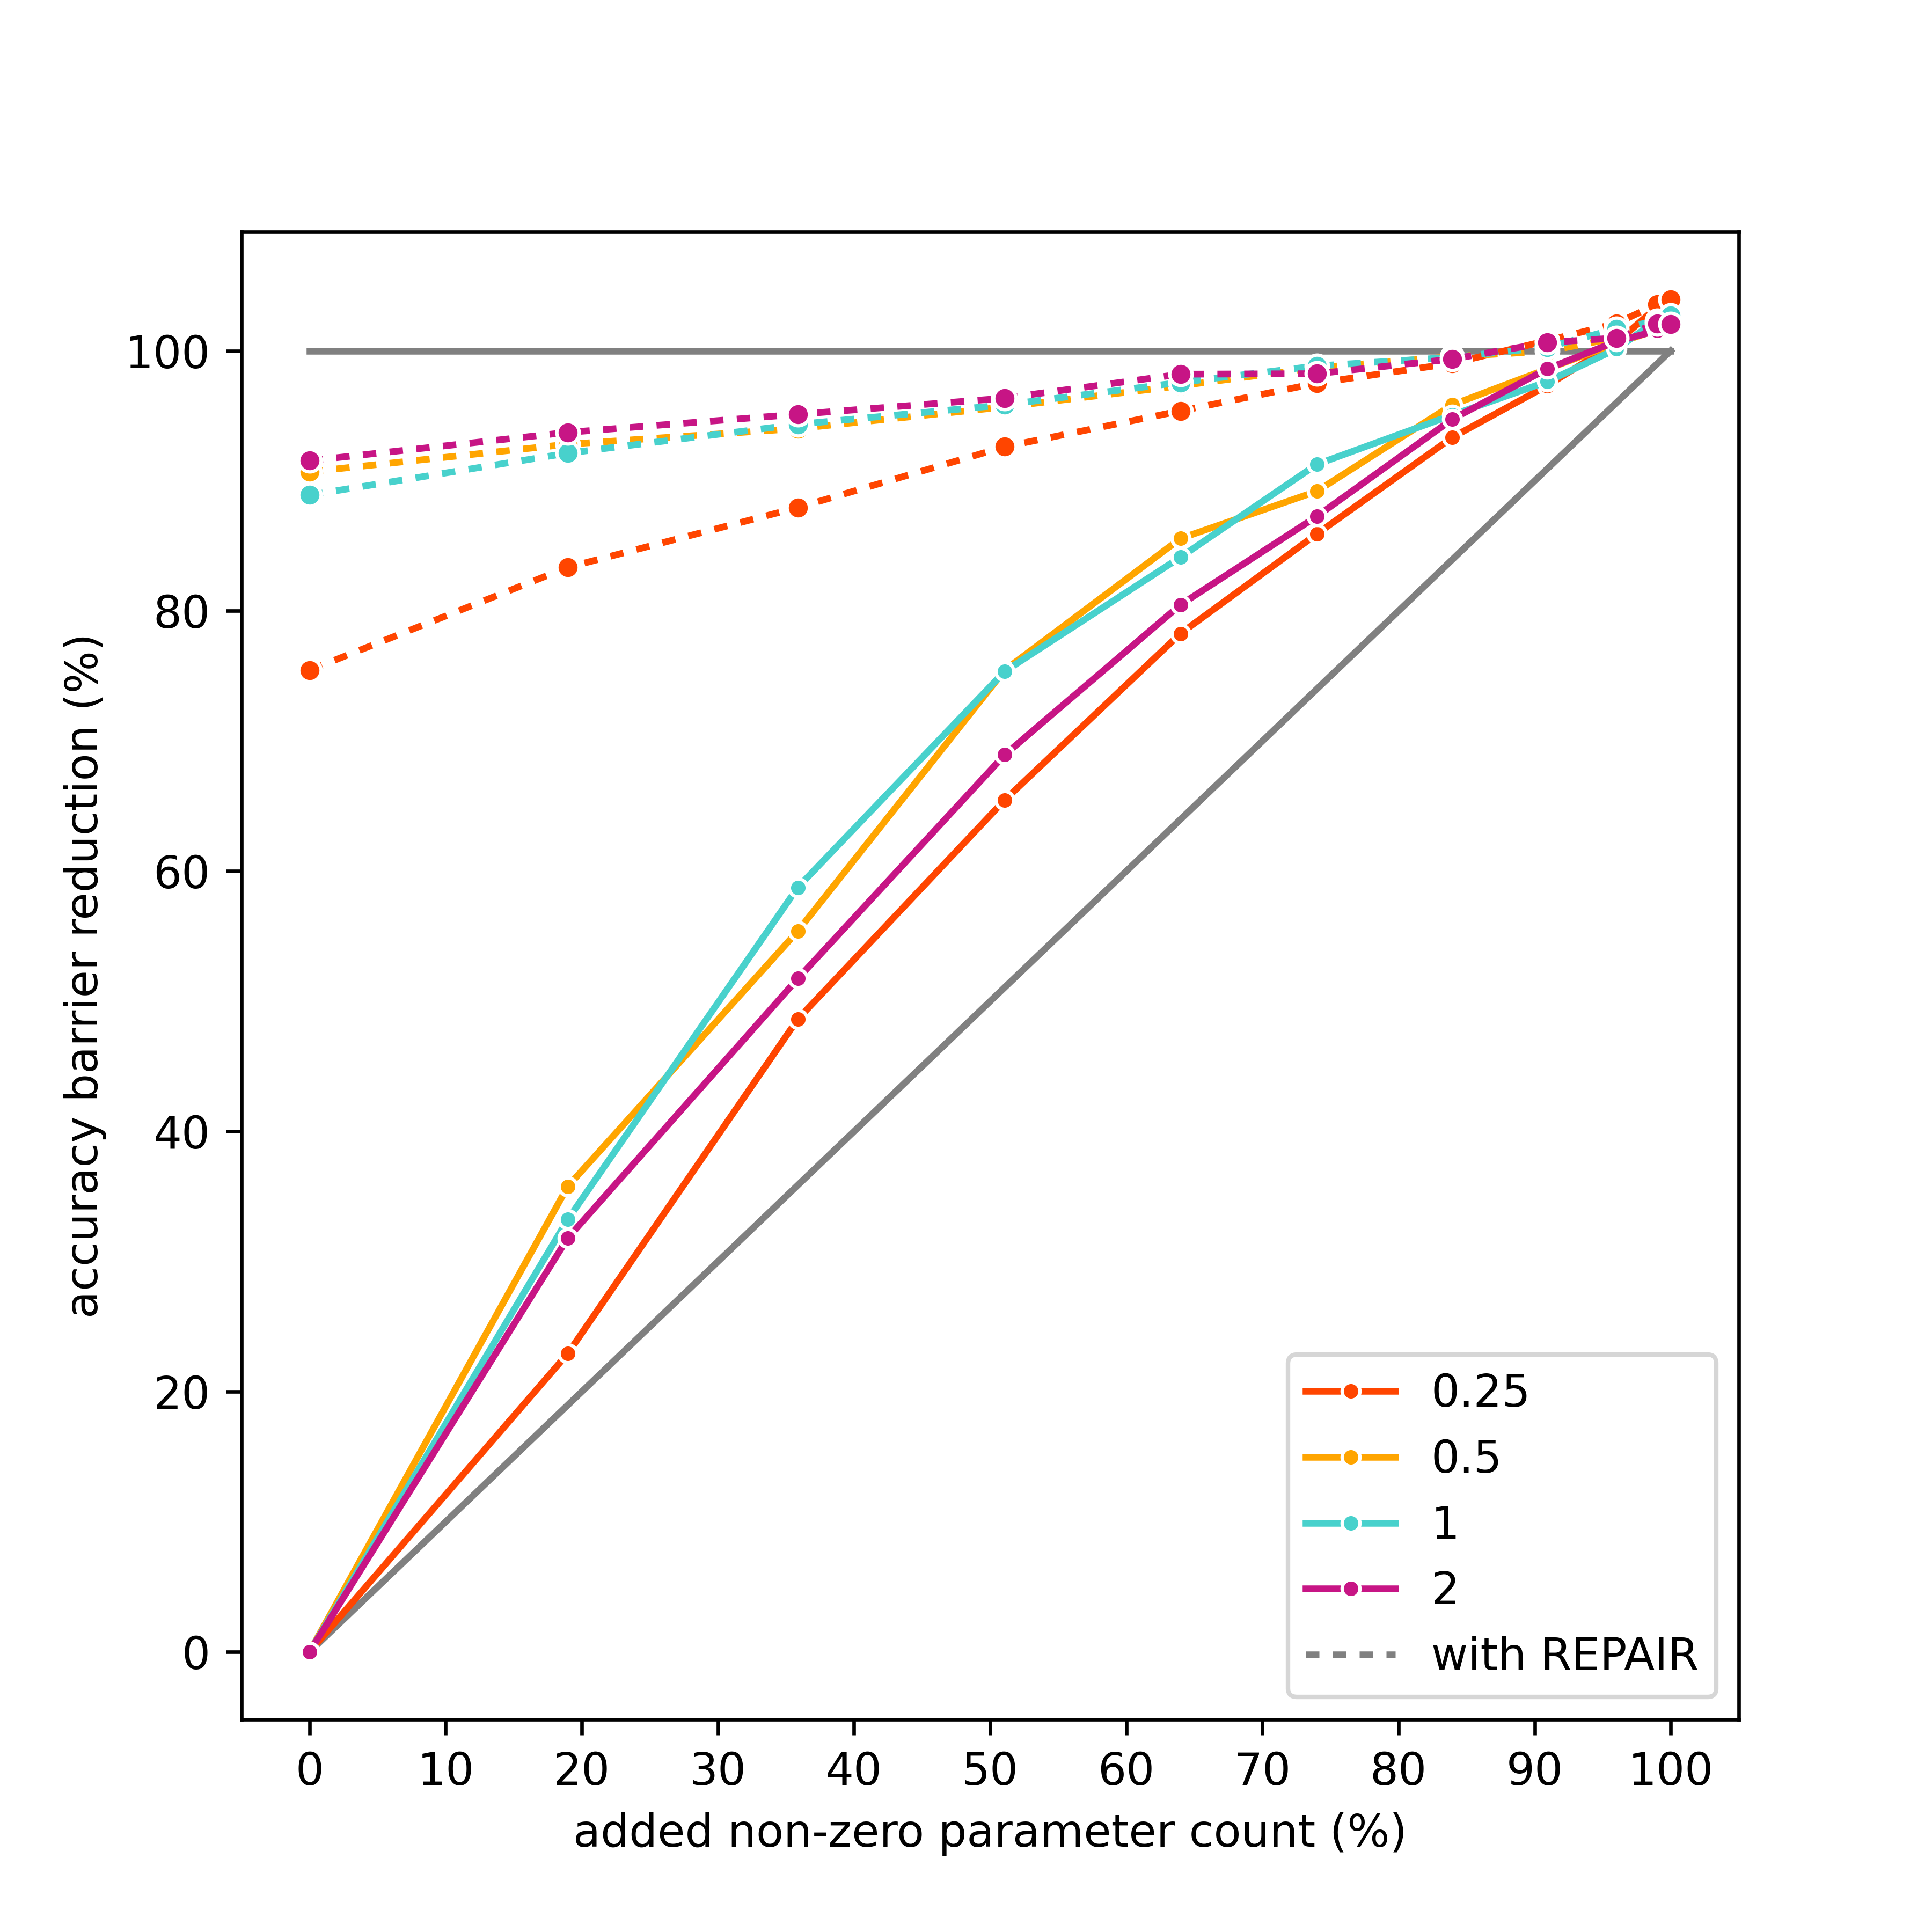 accuracy barrier reduction (%)
100
80
60
40
20
0
0 10 20 30 40 50 60 70 80 90 100
added non-zero parameter count (%)
0.25
0.5
1
2
with REPAIR